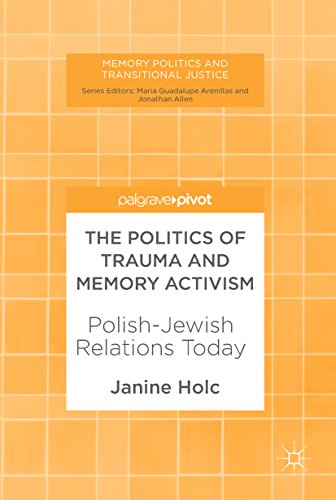 MEMORY POLITICS AND
TRANSITIONAL JUSTICE
Series Editors: Maria Guadalupe Arenillas and
Jonathan Allen
palgrave▸pivot
THE POLITICS OF
TRAUMA AND
MEMORY ACTIVISM
Polish-Jewish
Relations Today
Janine Holc